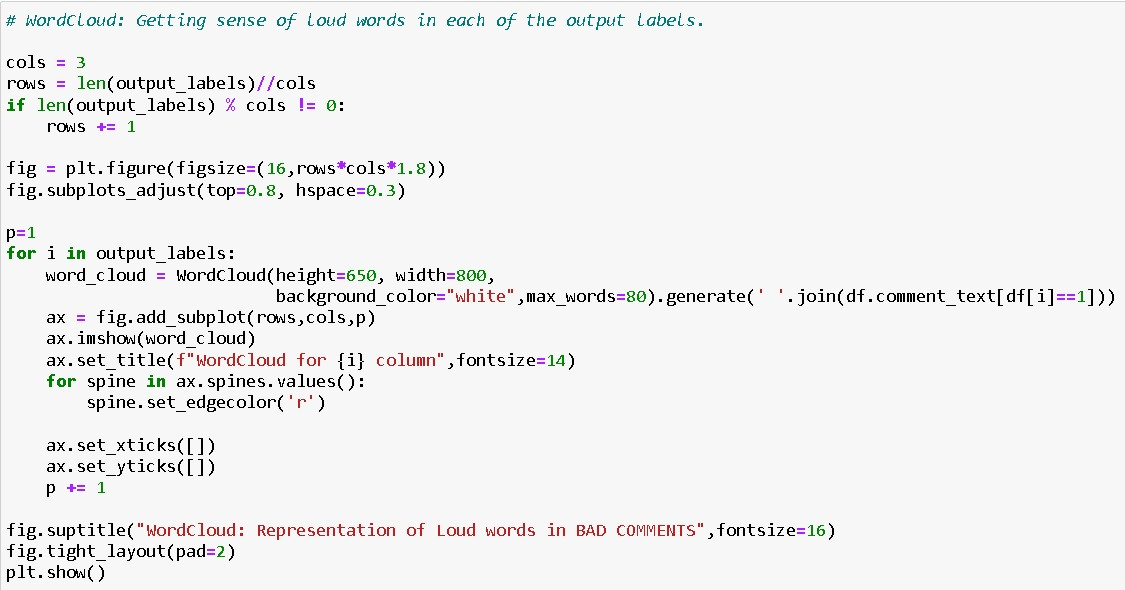 # WordCloud: Getting sense of loud words in each of the output labels.

cols = 3
rows = len(output_labels)//cols
if len(output_labels) % cols != 0:
    rows += 1

fig = plt.figure(figsize=(16,rows*cols*1.8))
fig.subplots_adjust(top=0.8, hspace=0.3)

p=1
for i in output_labels:
    word_cloud = WordCloud(height=650, width=800,
                           background_color="white",max_words=80).generate(' '.join(df.comment_text[df[i]==1]))
    ax = fig.add_subplot(rows,cols,p)
    ax.imshow(word_cloud)
    ax.set_title(f"WordCloud for {i} column",fontsize=14)
    for spine in ax.spines.values():
        spine.set_edgecolor('r')

    ax.set_xticks([])
    ax.set_yticks([])
    p += 1

fig.suptitle("WordCloud: Representation of Loud words in BAD COMMENTS",fontsize=16)
fig.tight_layout(pad=2)
plt.show()